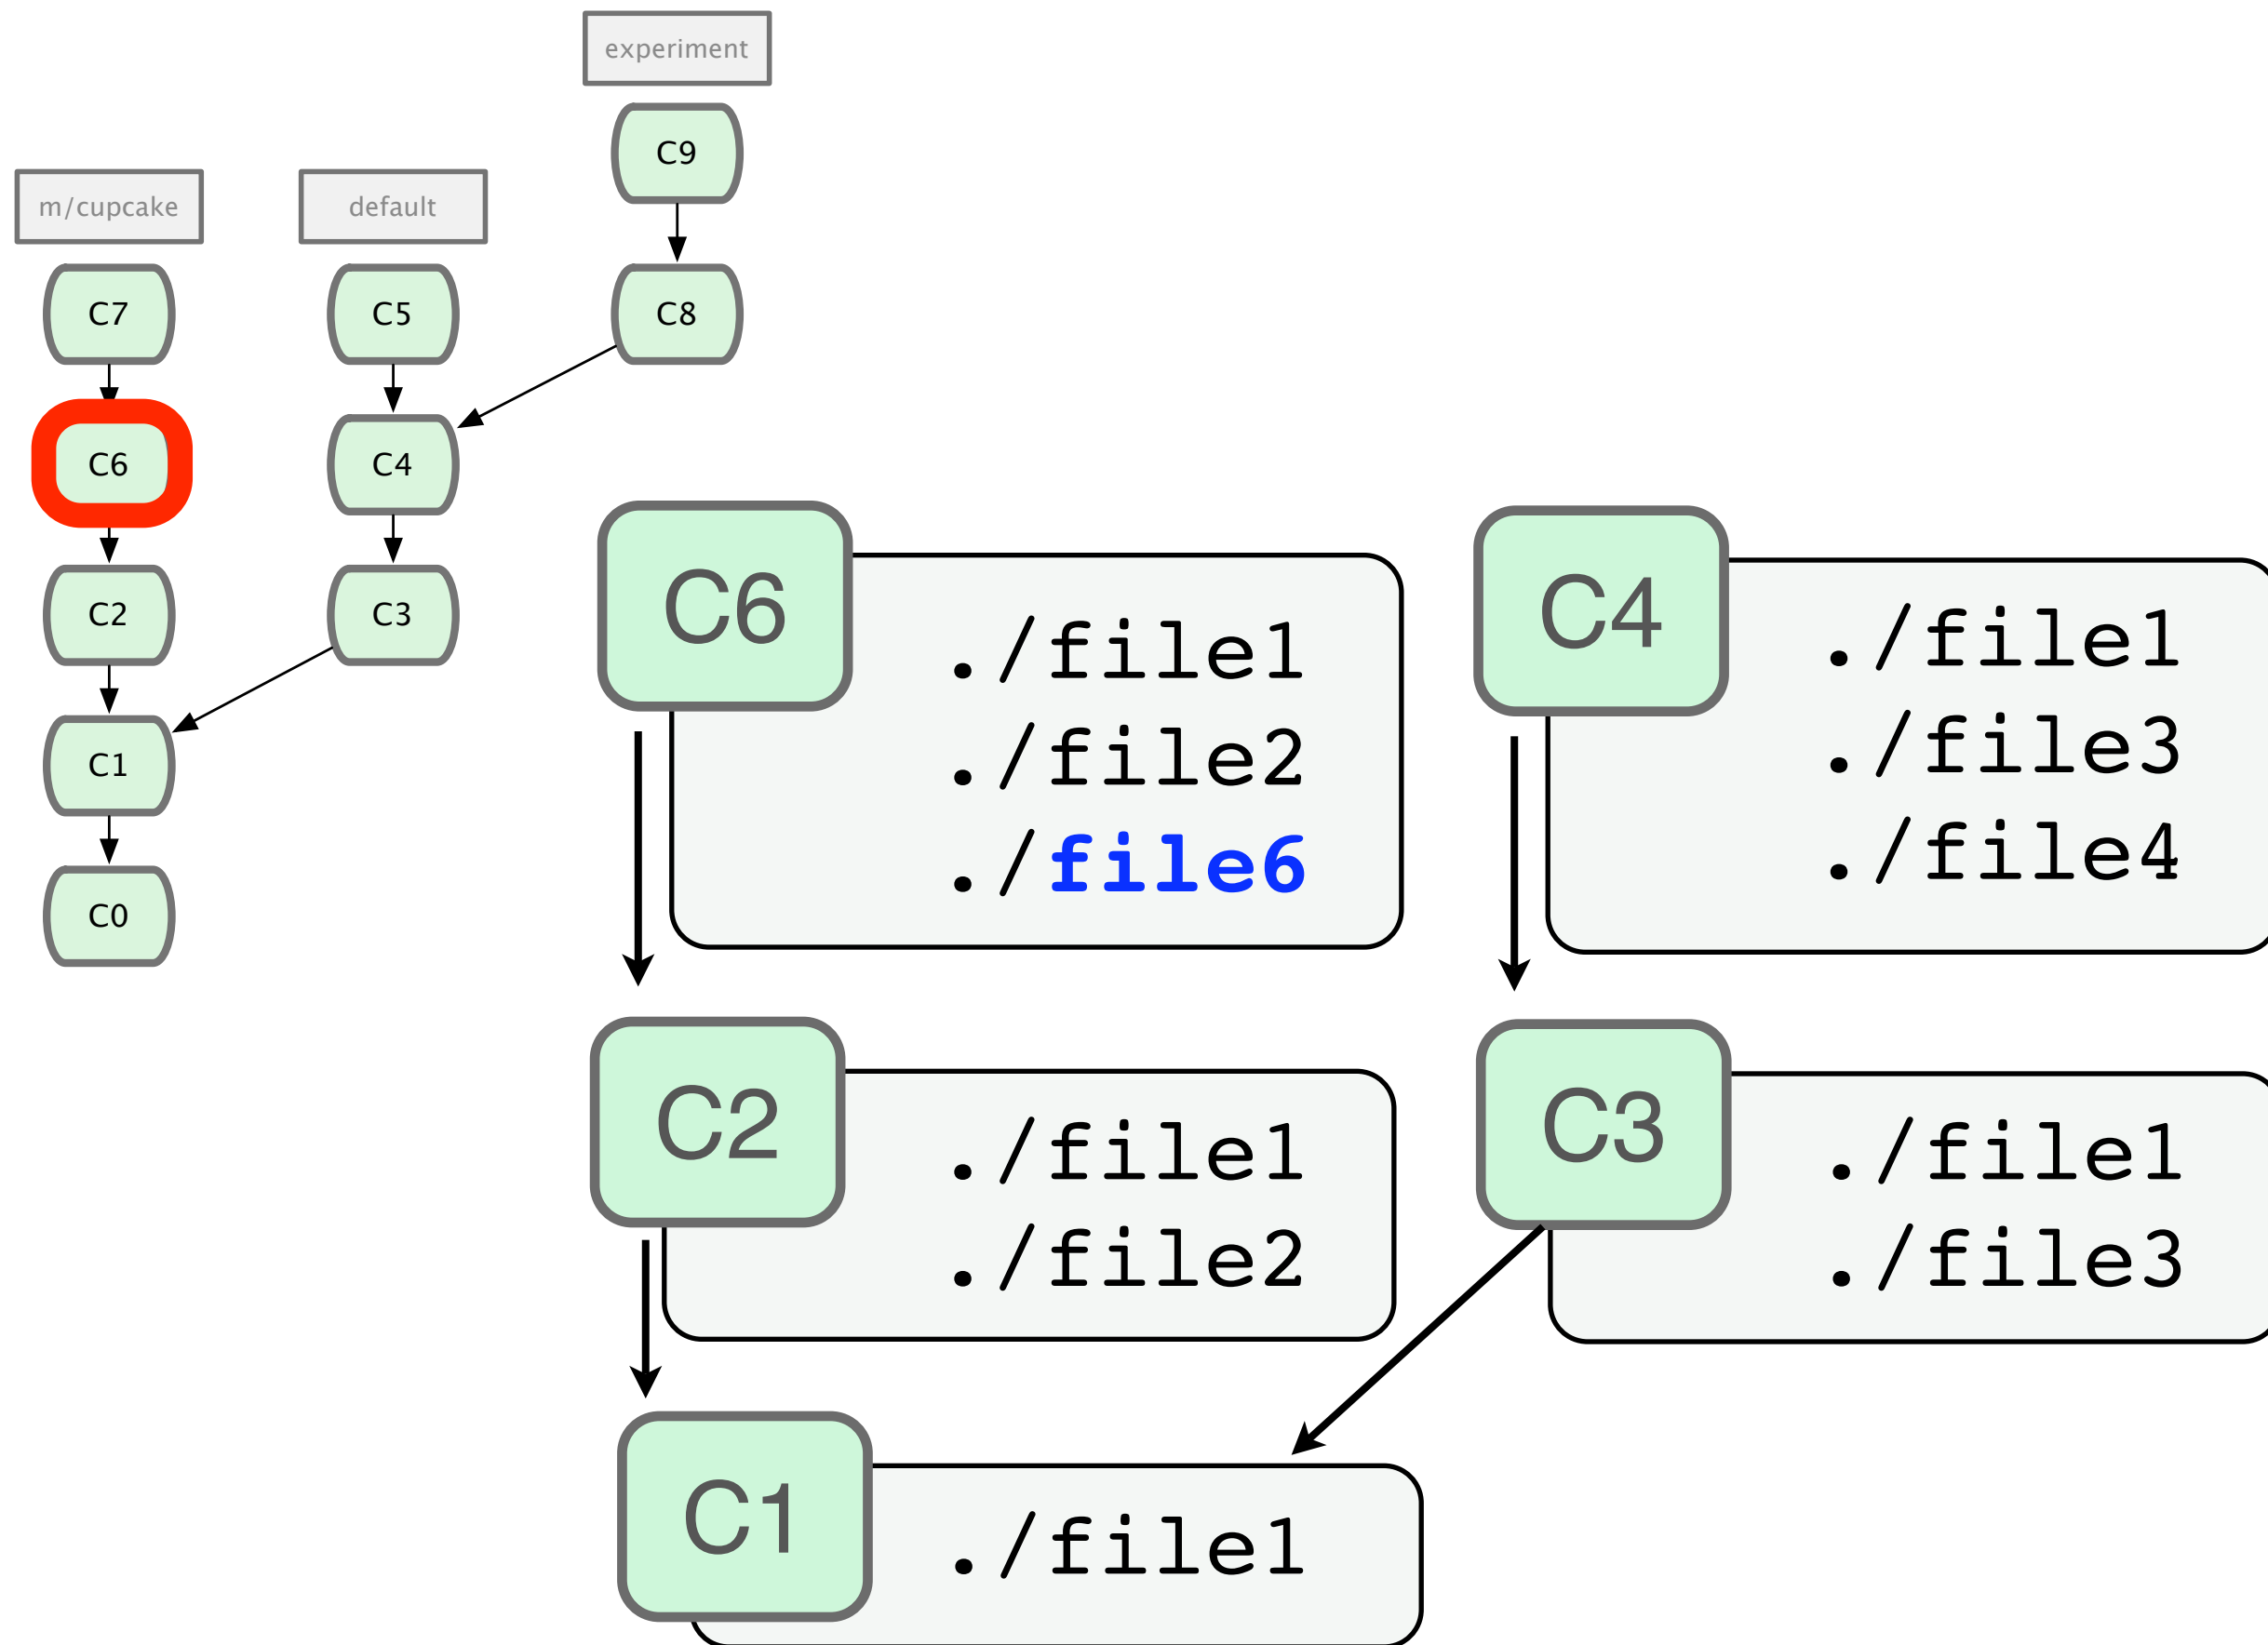 experiment
C9
m/cupcake
default
C7
C5
C8
C6
C4
C2
C3
C1
C0
C6
./file1
./file2
./file6
C4
./file1
./file3
./file4
C2
./file1
./file2
C3
./file1
./file3
C1
./file1